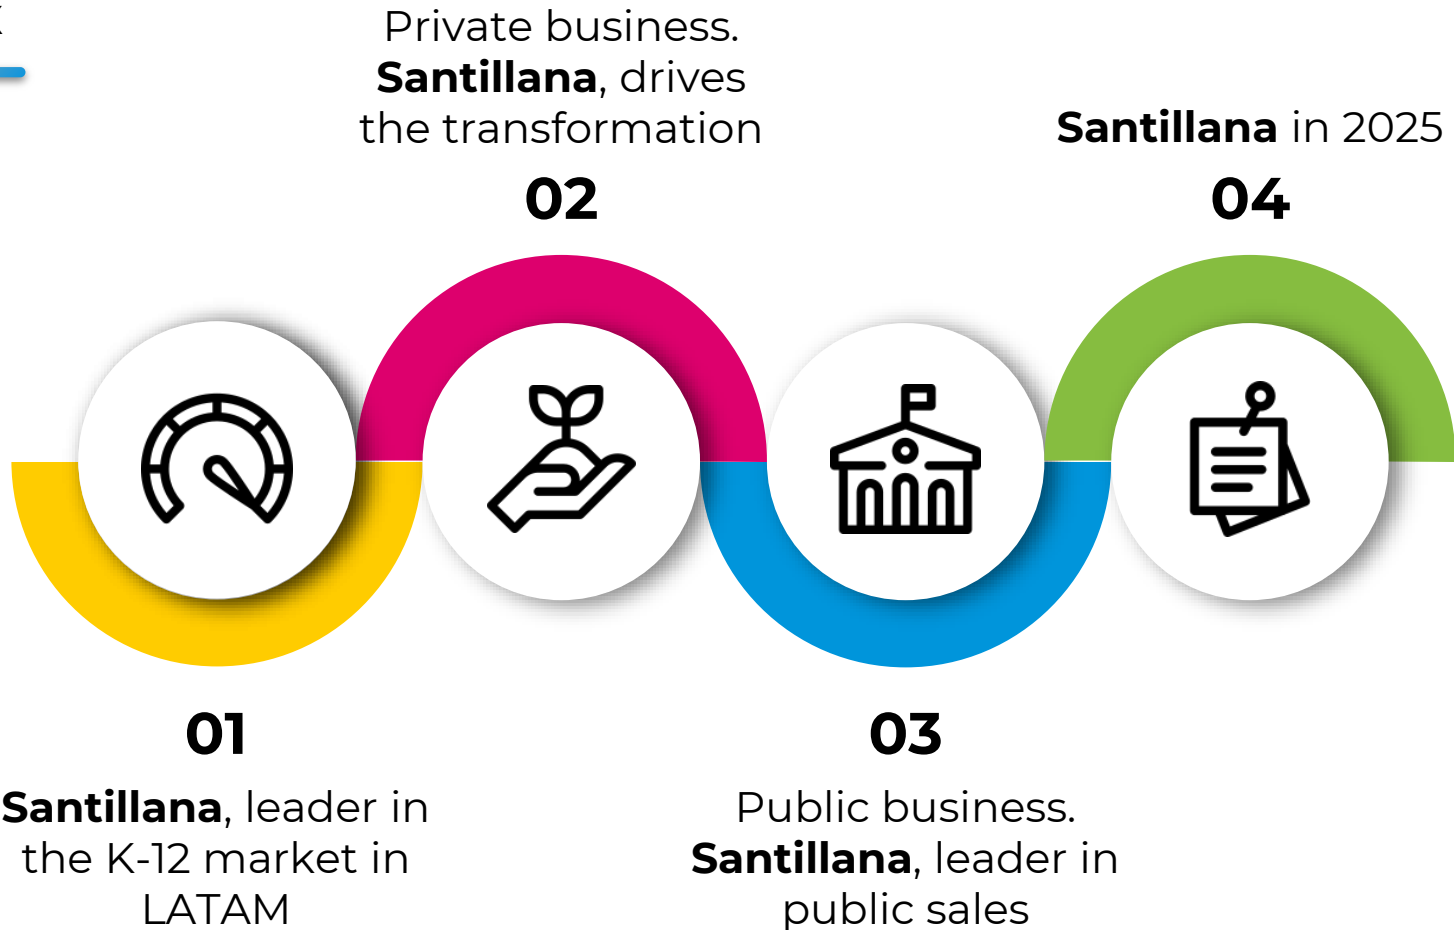 01
Santillana, leader in
the K-12 market in
LATAM
Private business.
Santillana, drives
the transformation
02
03
Public business.
Santillana, leader in
public sales
Santillana in 2025
04